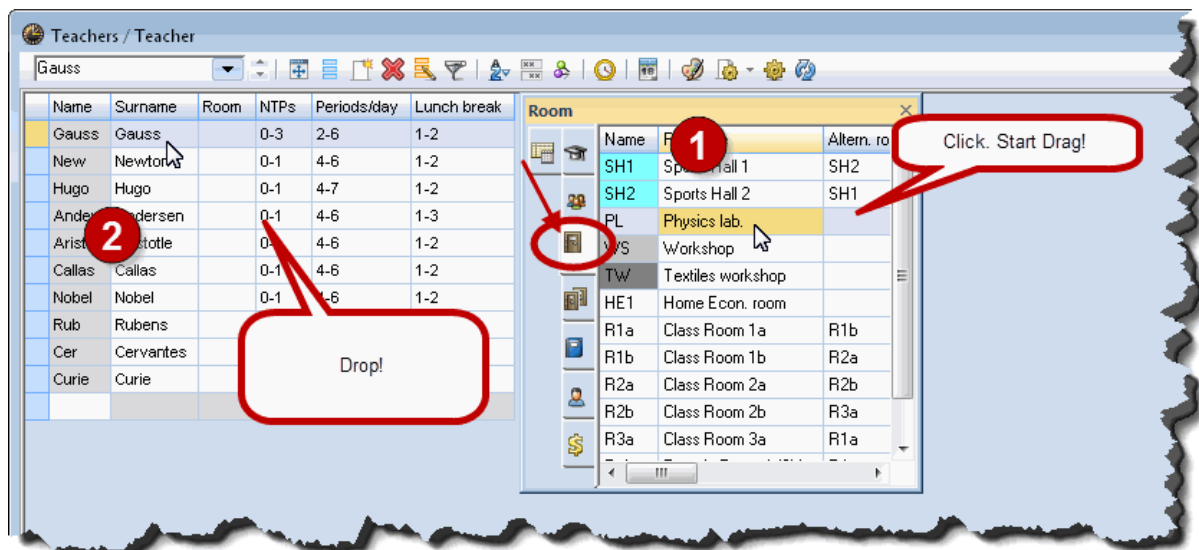 Teachers / Teacher
Gauss
Name Surname Room NTPs Periods/day Lunch break
Gauss Gauss 0-3 2-6 1-2
New 0-1 4-6 1-2
Hugo Hugo 0-1 4-7 1-2
0-1 4-6 1-3
4-6 1-2
Callas Callas 0-1 4-6 1-2
Nobel Nobel 0-1 1-2
Rub Rubens
Cer Cervantes
Curie Curie
2
Drop!
Room
Name Altern. ro
SH1 Hall 1 SH2
SH2 Sports Hall 2 SH1
PL Physics lab.
WS Workshop
TW Textiles workshop
HE1 Home Econ. room
R1a Class Room 1a R1b
R1b Class Room 1b R2a
R2a Class Room 2a R2b
R2b Class Room 2b R3a
R3a Class Room 3a R1a
1
Click. Start Drag!